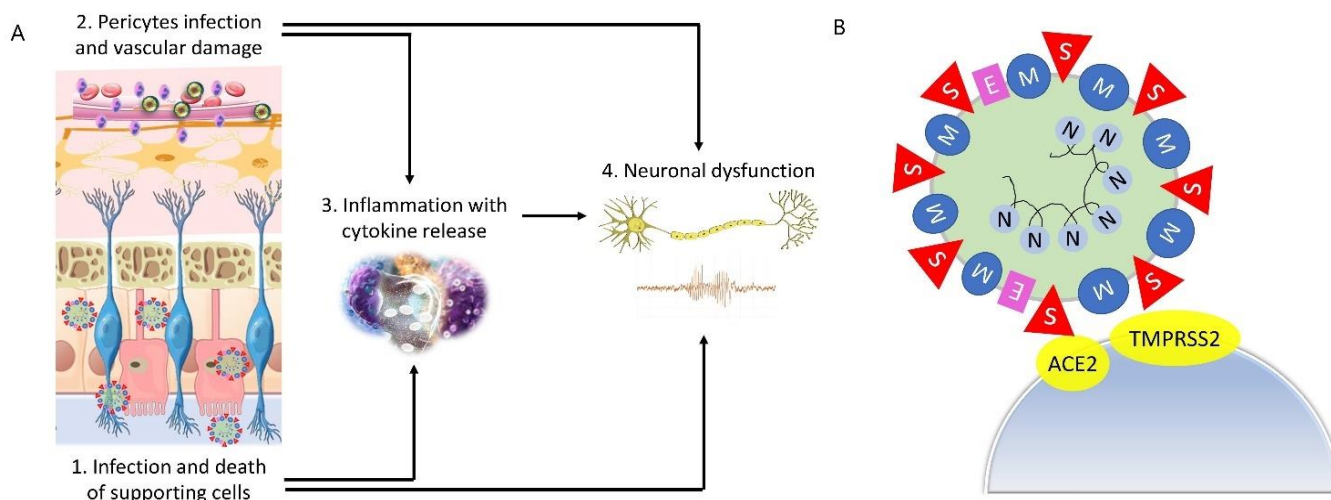 A
2. Pericytes infection
and vascular damage
3. Inflammation with
cytokine release
4. Neuronal dysfunction
1. Infection and death
of supporting cells
B
S
S
E
M
M
S
M
M
N
N
S
S
N
M
N
N
N
N
M
S
M
E
M
S
S
ACE2
TMPRSS2